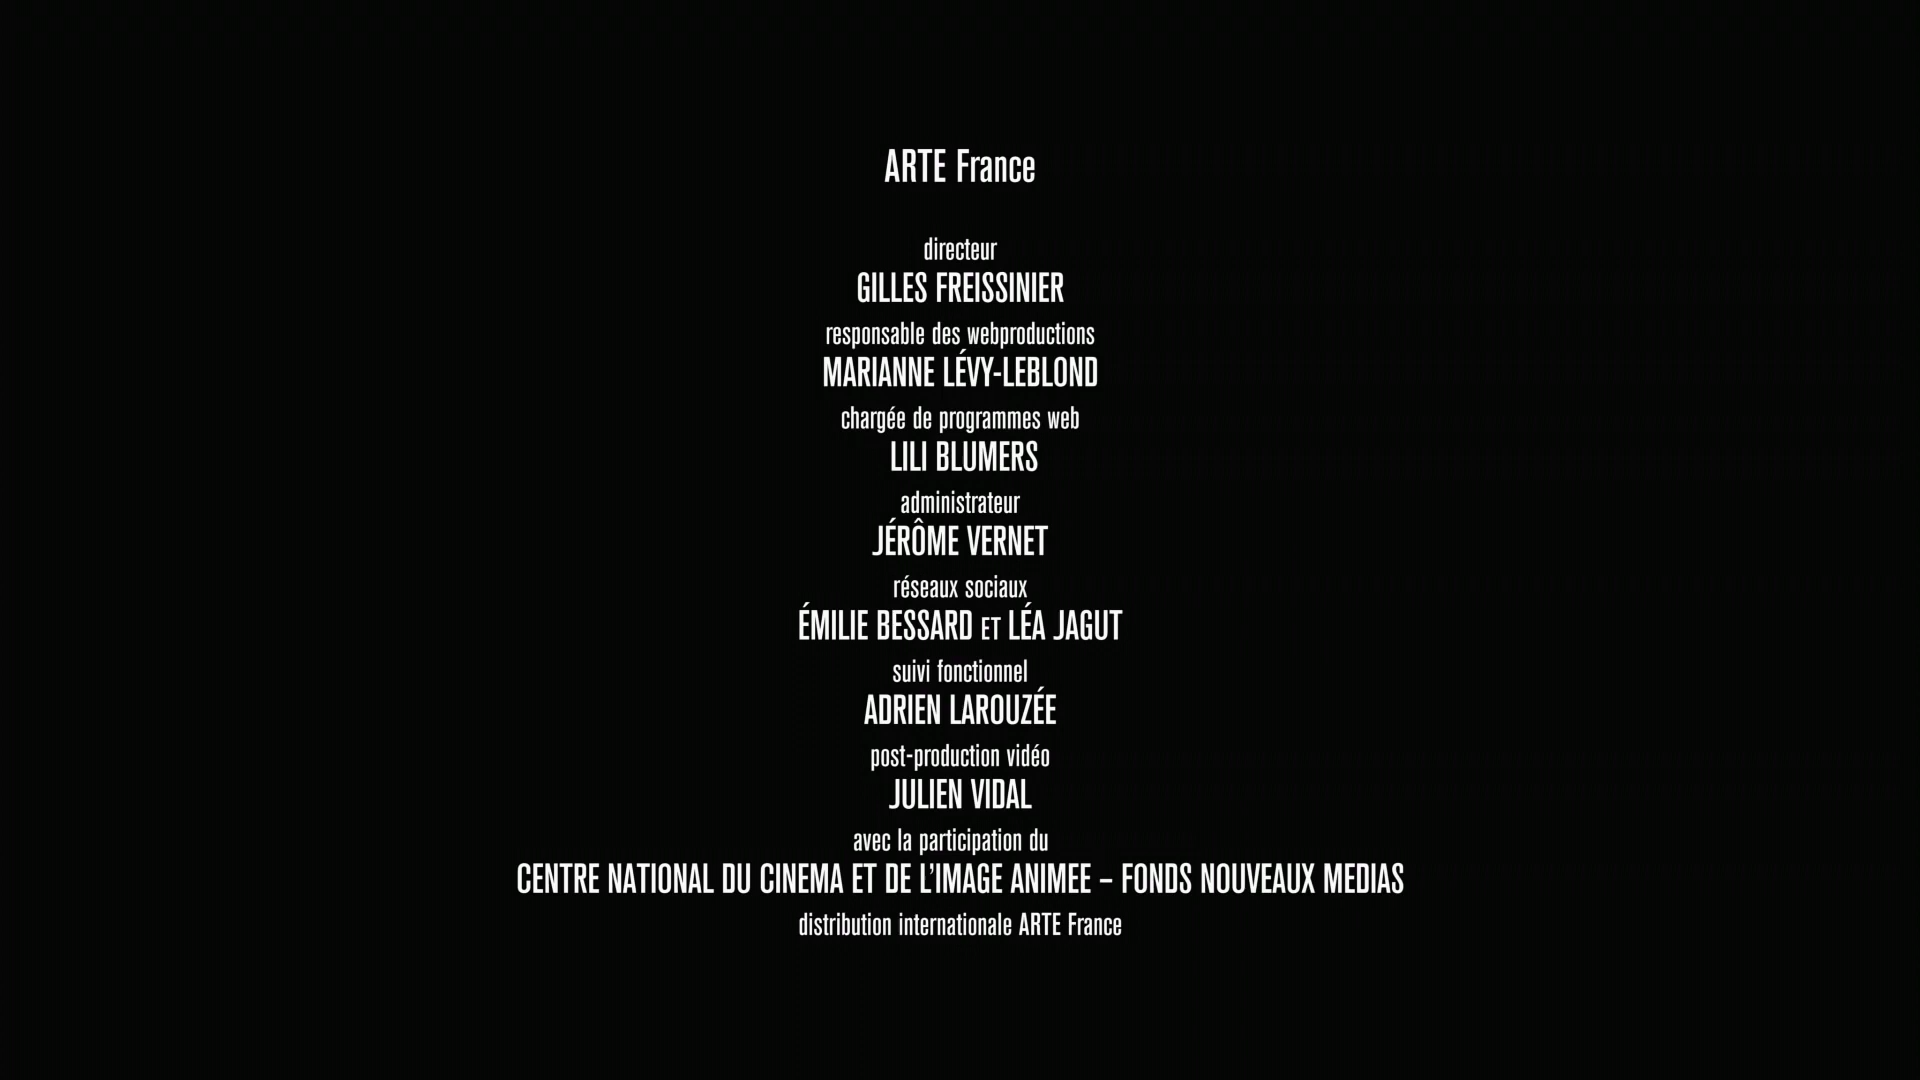 ARTE France
directeur
GILLES FREISSINIER
responsable des webproductions
MARIANNE LÉVY-LEBLOND
chargée de programmes web
LILI BLUMERS
administrateur
JÉRÔME VERNET
réseaux sociaux
ÉMILIE BESSARD ET LÉA JAGUT
suivi fonctionnel
ADRIEN LAROUZÉE
post-production vidéo
JULIEN VIDAL
avec la participation du
CENTRE NATIONAL DU CINEMA ET DE L'IMAGE ANIMEE – FONDS NOUVEAUX MEDIAS
distribution internationale ARTE France